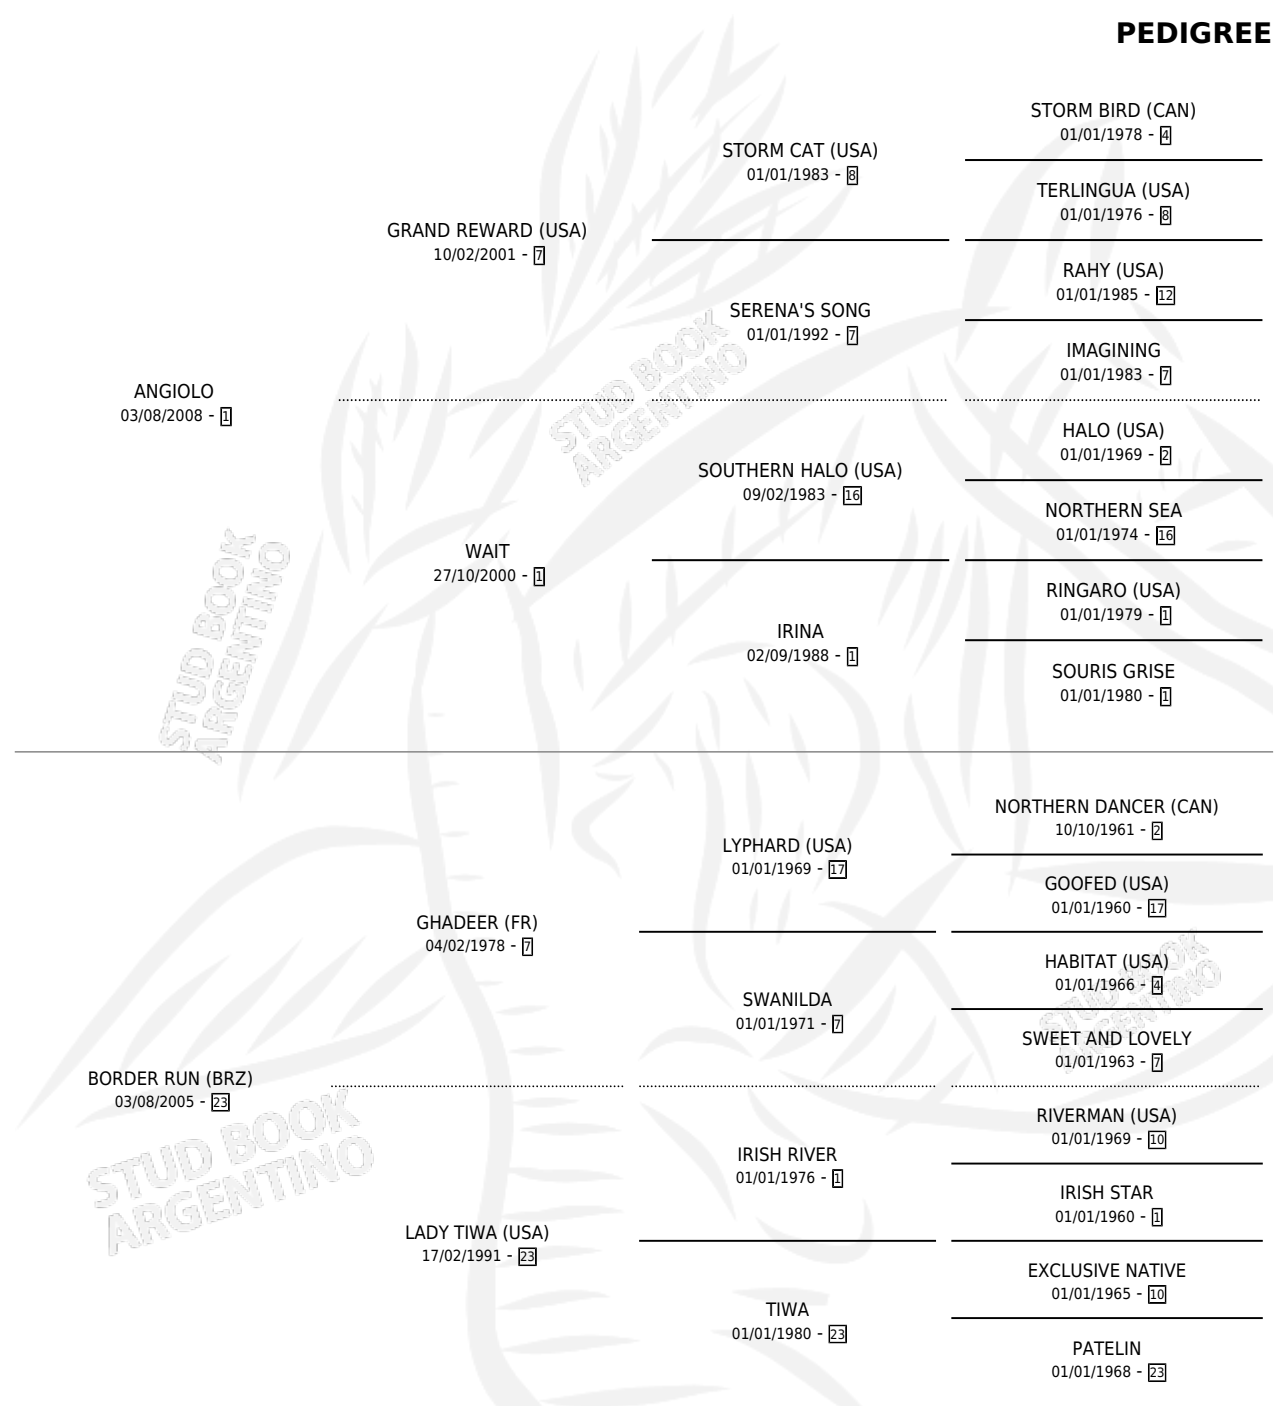 PEDIGREE
STORM BIRD (CAN)
01/01/1978 - 4
STORM CAT (USA)
01/01/1983 - 8
TERLINGUA (USA)
01/01/1976 - 8
GRAND REWARD (USA)
10/02/2001 - 7
RAHY (USA)
01/01/1985 - 12
SERENA'S SONG
01/01/1992 - 7
IMAGINING
01/01/1983 - 7
ANGIOLO
03/08/2008 - 1
HALO (USA)
01/01/1969 - 2
SOUTHERN HALO (USA)
09/02/1983 - 16
NORTHERN SEA
01/01/1974 - 16
WAIT
27/10/2000 - 1
RINGARO (USA)
01/01/1979 - 1
IRINA
02/09/1988 - 1
SOURIS GRISE
01/01/1980 - 1
NORTHERN DANCER (CAN)
10/10/1961 - 2
LYPHARD (USA)
01/01/1969 - 17
GOOFED (USA)
01/01/1960 - 17
GHADEER (FR)
04/02/1978 - 7
HABITAT (USA)
01/01/1966 - 4
SWANILDA
01/01/1971 - 7
SWEET AND LOVELY
01/01/1963 - 7
BORDER RUN (BRZ)
03/08/2005 - 23
RIVERMAN (USA)
01/01/1969 - 10
IRISH RIVER
01/01/1976 - 1
IRISH STAR
01/01/1960 - 1
LADY TIWA (USA)
17/02/1991 - 23
EXCLUSIVE NATIVE
01/01/1965 - 10
TIWA
01/01/1980 - 23
PATELIN
01/01/1968 - 23
STUD BOOK
ARGENTINO
STUD BOOK
ARGENTINO
STUD BOOK
ARGENTINO
STUD BOOK
ARGENTINO